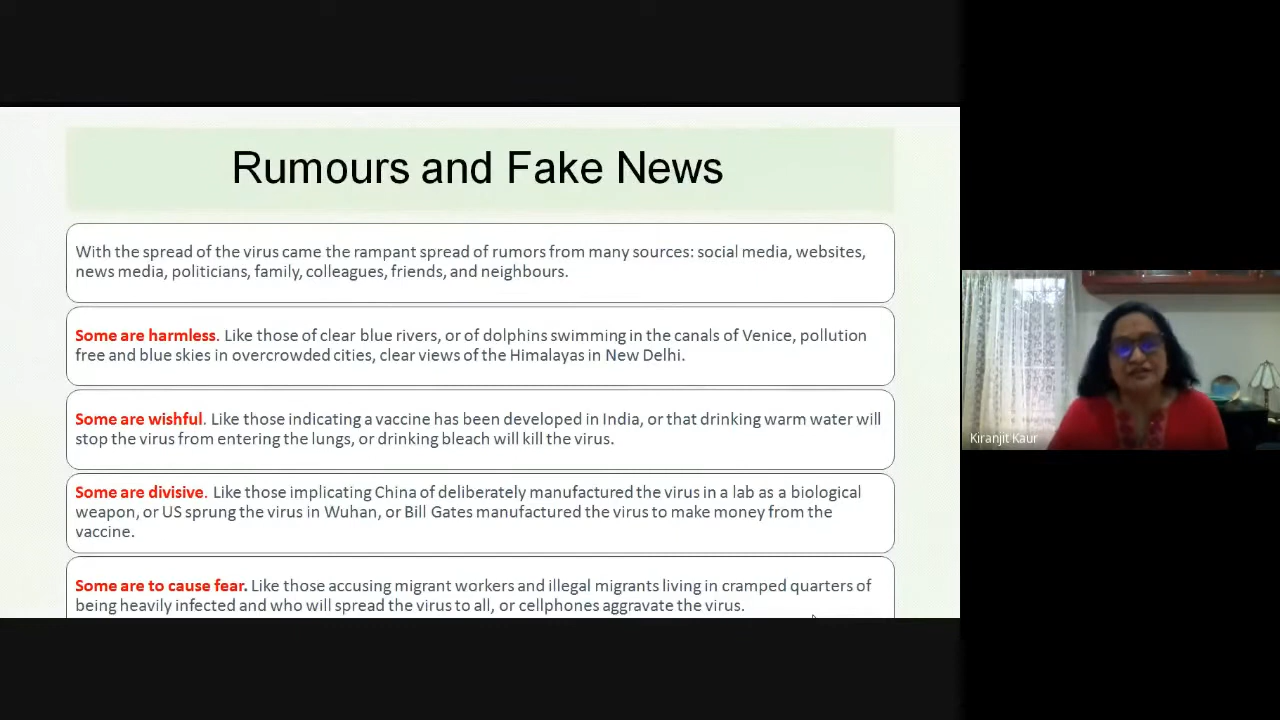 Rumours and Fake News
With the spread of the virus came the rampant spread of rumors from many sources: social media, websites,
news media, politicians, family, colleagues, friends, and neighbours.
Some are harmless. Like those of clear blue rivers, or of dolphins swimming in the canals of Venice, pollution
free and blue skies in overcrowded cities, clear views of the Himalayas in New Delhi.
Some are wishful. Like those indicating a vaccine has been developed in India, or that drinking warm water will
stop the virus from entering the lungs, or drinking bleach will kill the virus.
Some are divisive. Like those implicating China of deliberately manufactured the virus in a lab as a biological
weapon, or US sprung the virus in Wuhan, or Bill Gates manufactured the virus to make money from the
vaccine.
Some are to cause fear. Like those accusing migrant workers and illegal migrants living in cramped quarters of
being heavily infected and who will spread the virus to all, or cellphones aggravate the virus.
Kiranjit Kaur